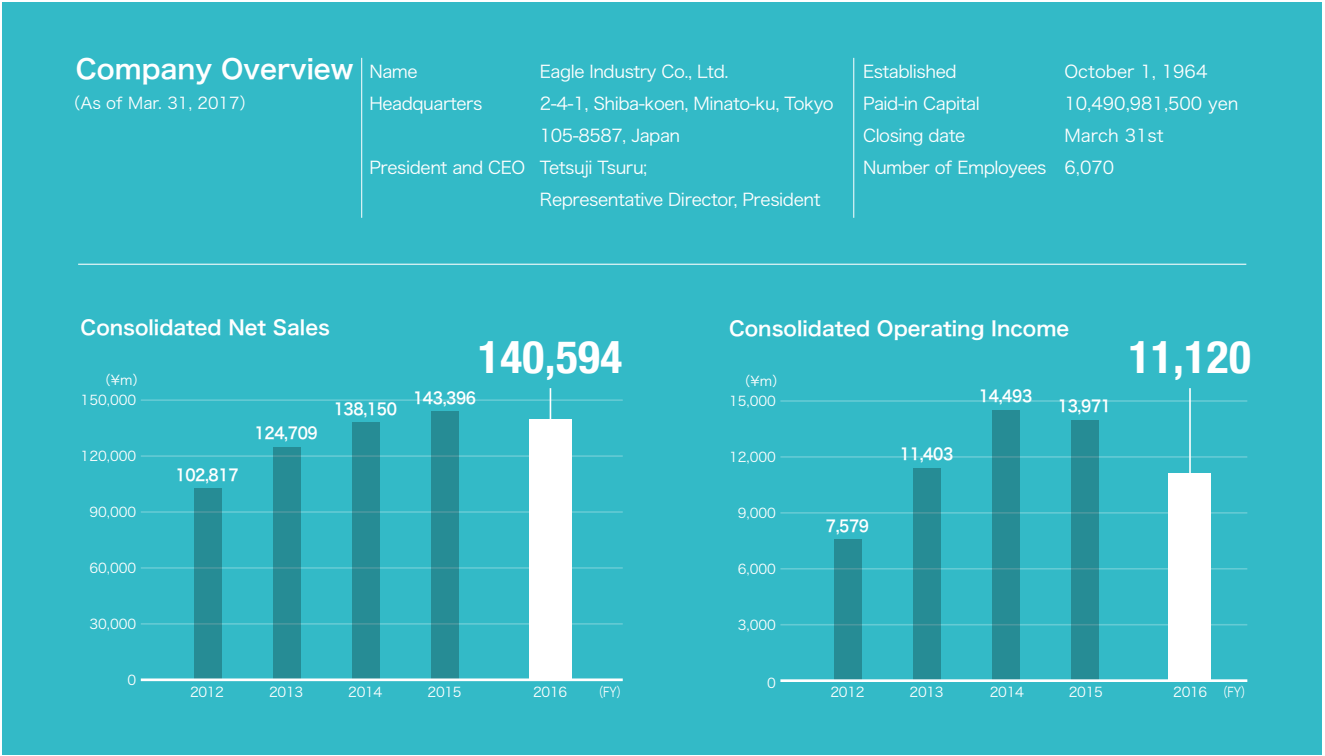 Company Overview
(As of Mar. 31, 2017)
Name Eagle Industry Co., Ltd.
Headquarters 2-4-1, Shiba-koen, Minato-ku, Tokyo
105-8587, Japan
President and CEO Tetsuji Tsuru;
Representative Director, President
Established October 1, 1964
Paid-in Capital 10,490,981,500 yen
Closing date March 31st
Number of Employees 6,070
Consolidated Net Sales
140,594
(¥m)
150,000
120,000
90,000
60,000
30,000
0
102,817
124,709
138,150
143,396
2012 2013 2014 2015 2016 (FY)
Consolidated Operating Income
11,120
(¥m)
15,000
12,000
9,000
6,000
3,000
0
7,579
11,403
14,493
13,971
2012 2013 2014 2015 2016 (FY)